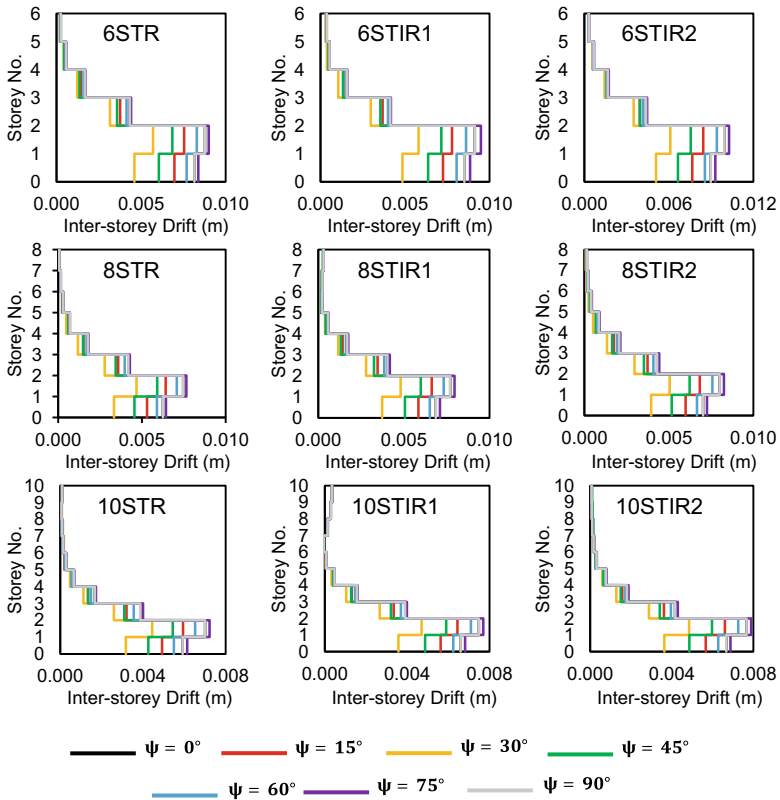 6STR
6
5
4
3
2
1
0
0.000 0.005 0.010
Storey No.
Inter-storey Drift (m)
6STIR1
6
5
4
3
2
1
0
0.000 0.005 0.010
Storey No.
Inter-storey Drift (m)
6STIR2
6
5
4
3
2
1
0
0.000 0.006 0.012
Storey No.
Inter-storey Drift (m)
8STR
8
7
6
5
4
3
2
1
0
0.000 0.005 0.010
Storey No.
Inter-storey Drift (m)
8STIR1
8
7
6
5
4
3
2
1
0
0.000 0.005 0.010
Storey No.
Inter-storey Drift (m)
8STIR2
8
7
6
5
4
3
2
1
0
0.000 0.005 0.010
Storey No.
Inter-storey Drift (m)
10STR
10
9
8
7
6
5
4
3
2
1
0
0.000 0.004 0.008
Storey No.
Inter-storey Drift (m)
10STIR1
10
9
8
7
6
5
4
3
2
1
0
0.000 0.004 0.008
Storey No.
Inter-storey Drift (m)
10STIR2
10
9
8
7
6
5
4
3
2
1
0
0.000 0.004 0.008
Storey No.
Inter-storey Drift (m)
ψ = 0° ψ = 15° ψ = 30° ψ = 45°
ψ = 60° ψ = 75° ψ = 90°